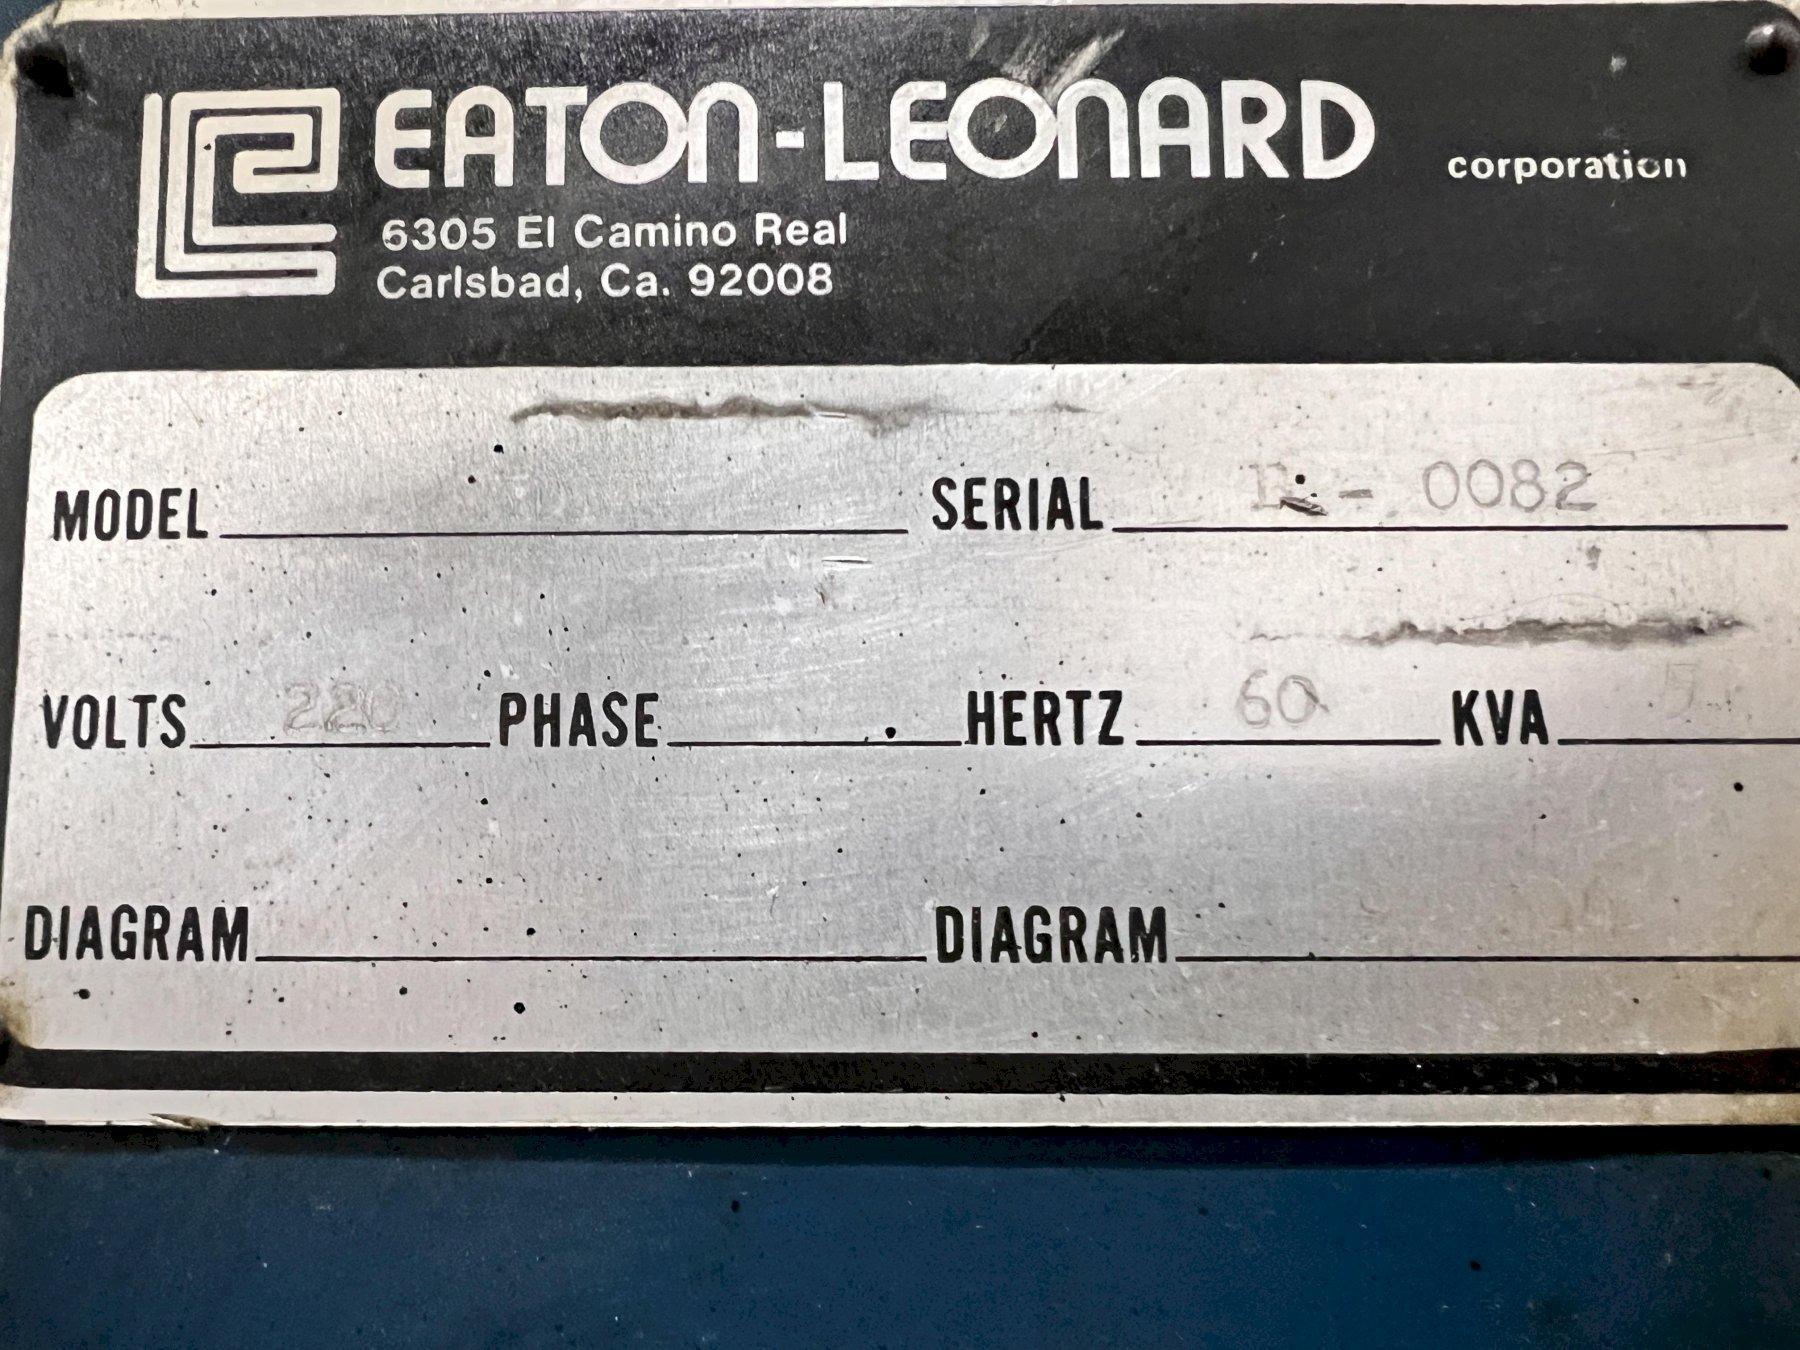 EATON-LEONARD corporation
6305 El Camino Real
Carlsbad, Ca. 92008
MODEL SERIAL - 0082
VOLTS 220 PHASE HERTZ 60 KVA
DIAGRAM DIAGRAM